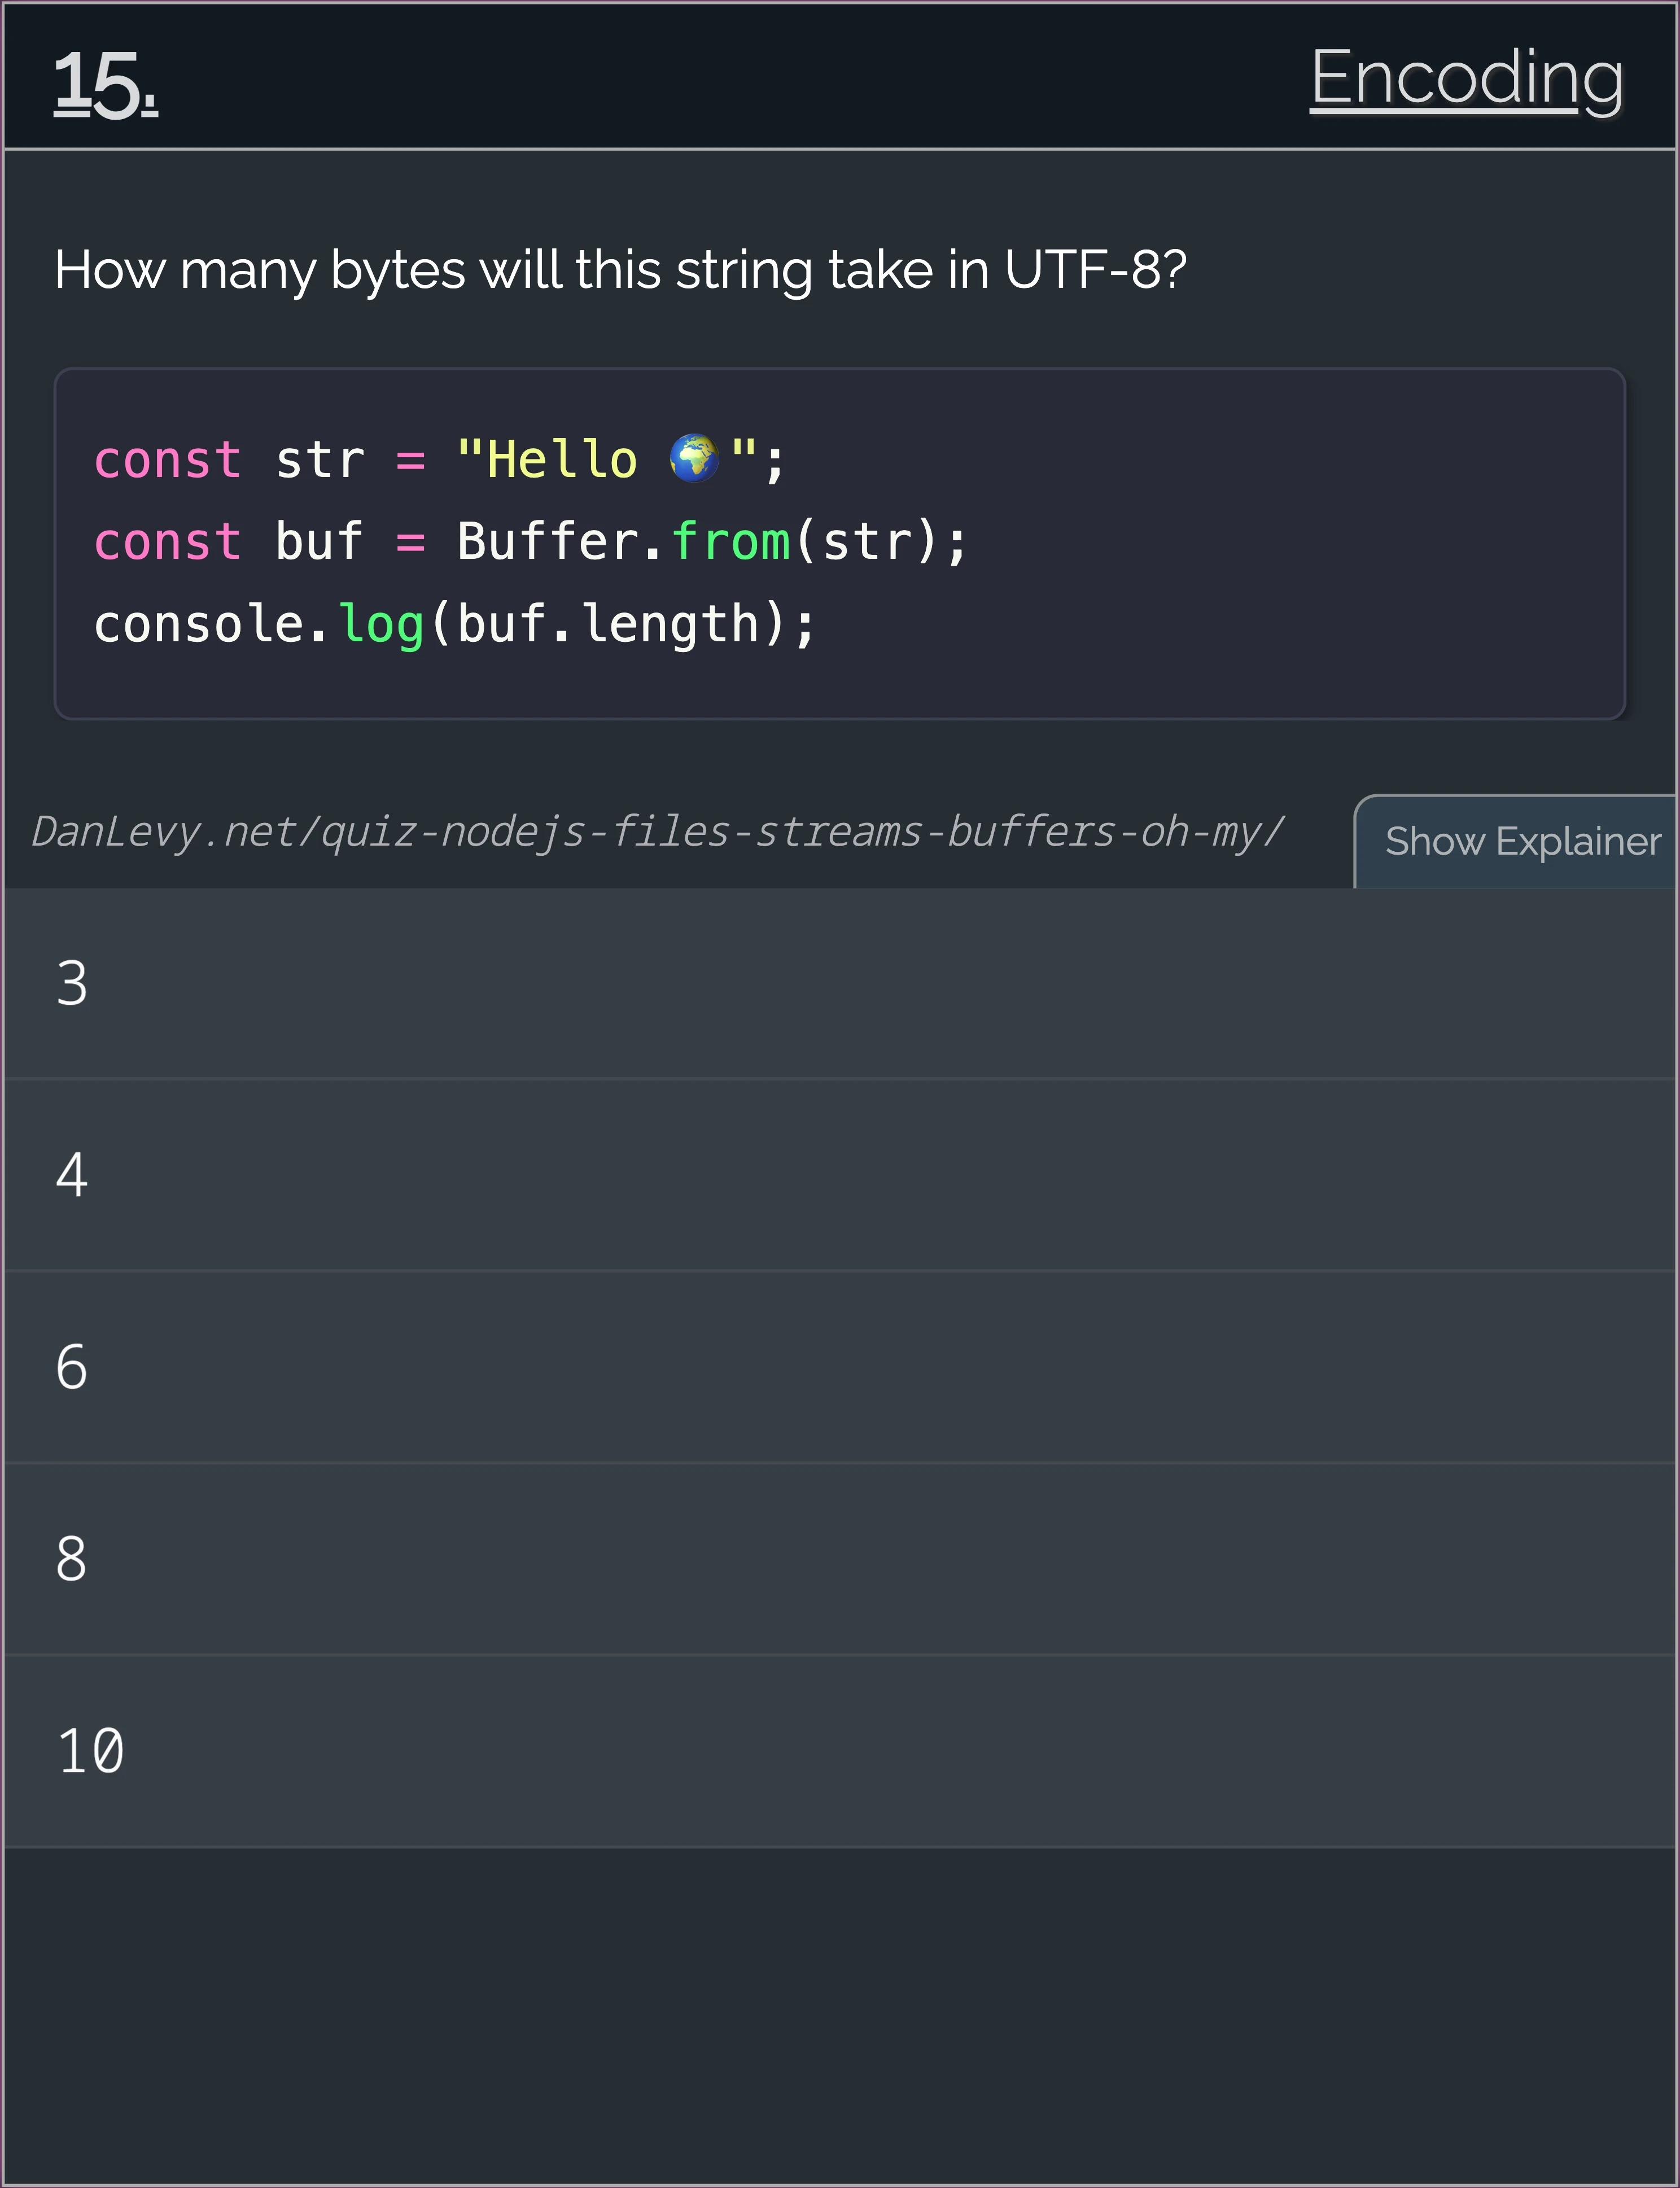 15.
Encoding
How many bytes will this string take in UTF-8?
const str = "Hello 🌍";
const buf = Buffer.from(str);
console.log(buf.length);
DanLevy.net/quiz-nodejs-files-streams-buffers-oh-my/
Show Explainer
3
4
6
8
10